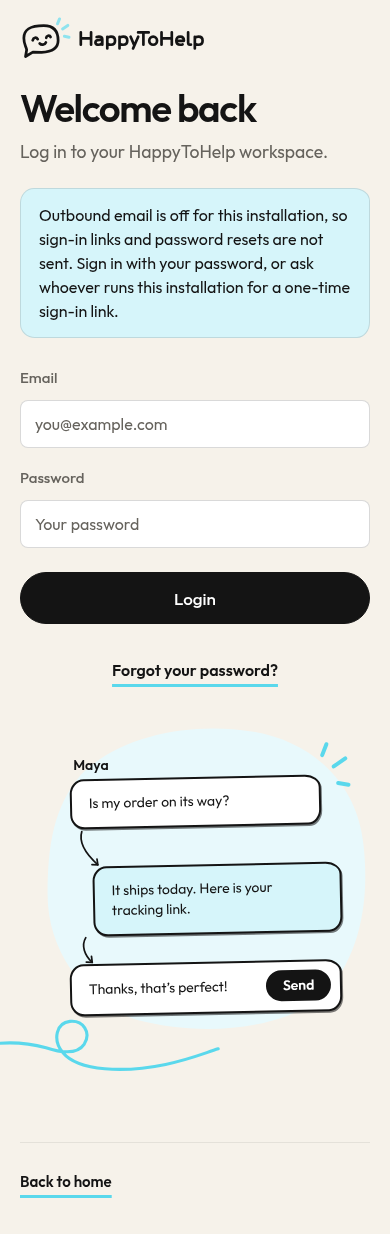 HappyToHelp
Welcome back
Log in to your HappyToHelp workspace.
Outbound email is off for this installation, so
sign-in links and password resets are not
sent. Sign in with your password, or ask
whoever runs this installation for a one-time
sign-in link.
Email
you@example.com
Password
Your password
Login
Forgot your password?
Maya
Is my order on its way?
It ships today. Here is your
tracking link.
Thanks, that's perfect!
Send
Back to home